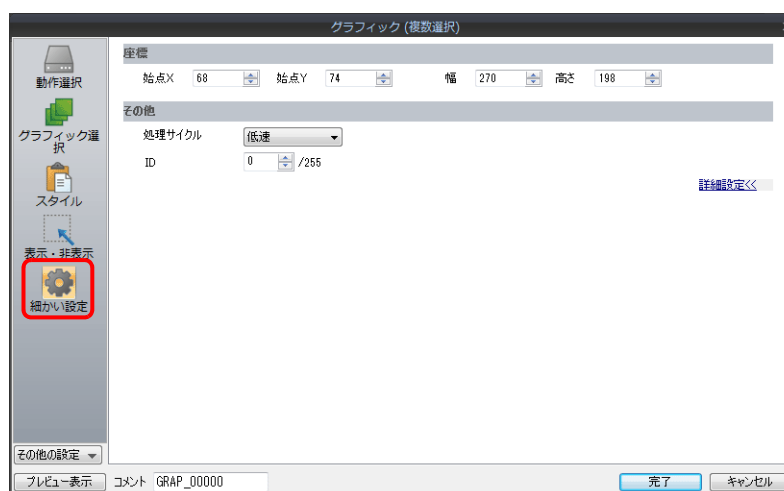 グラフィック (複数選択)
動作選択
グラフィック選
択
スタイル
表示・非表示
細かい設定
その他の設定
座標
始点X 68 始点Y 74 幅 270 高さ 198
その他
処理サイクル 低速
ID 0 /255
詳細設定<<
プレビュー表示 コメント GRAP_00000 完了 キャンセル